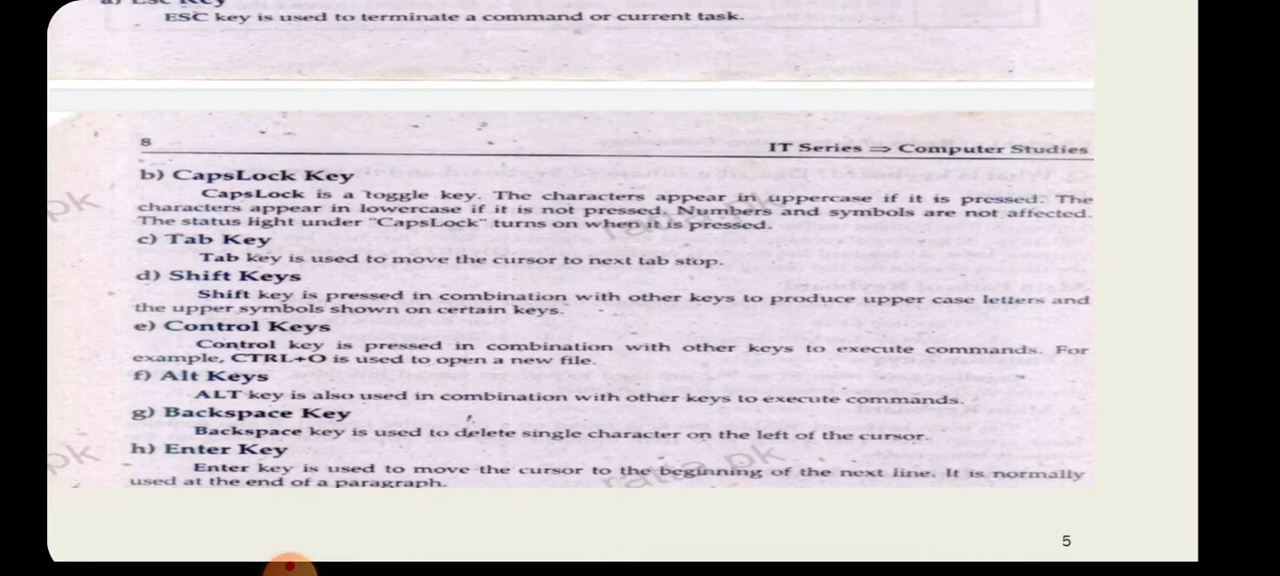 a) Esc Key
ESC key is used to terminate a command or current task.
8
IT Series ⇒ Computer Studies
b) CapsLock Key
CapsLock is a toggle key. The characters appear in uppercase if it is pressed. The
characters appear in lowercase if it is not pressed. Numbers and symbols are not affected.
The status light under "CapsLock" turns on when it is pressed.
c) Tab Key
Tab key is used to move the cursor to next tab stop.
d) Shift Keys
Shift key is pressed in combination with other keys to produce upper case letters and
the upper symbols shown on certain keys.
e) Control Keys
Control key is pressed in combination with other keys to execute commands. For
example, CTRL+O is used to open a new file.
f) Alt Keys
ALT key is also used in combination with other keys to execute commands.
g) Backspace Key
Backspace key is used to delete single character on the left of the cursor.
h) Enter Key
Enter key is used to move the cursor to the beginning of the next line. It is normally
used at the end of a paragraph.
5